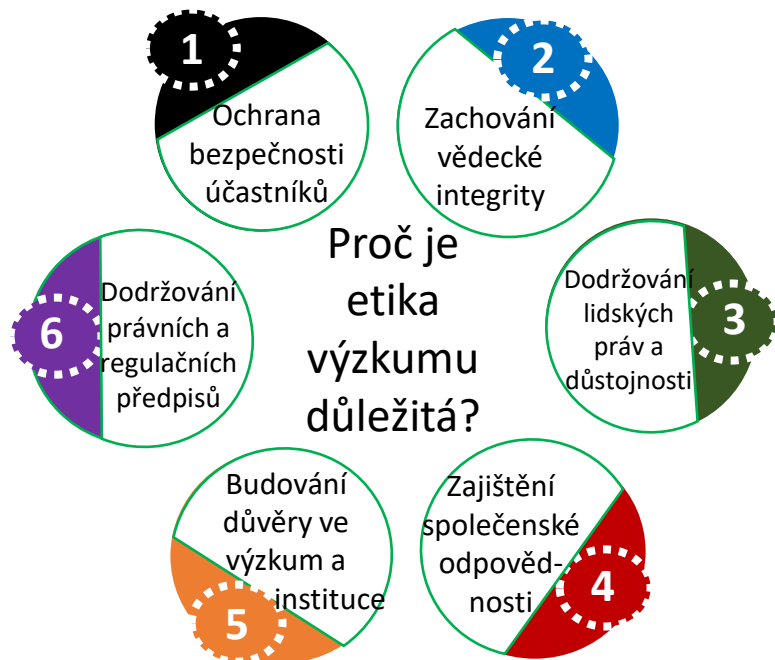 Proč je
etika
výzkumu
důležitá?
1
Ochrana
bezpečnosti
účastníků
2
Zachování
vědecké
integrity
3
Dodržování
lidských
práv a
důstojnosti
4
Zajištění
společenské
odpověd-
nosti
5
Budování
důvěry ve
výzkum a
instituce
6
Dodržování
právních a
regulačních
předpisů